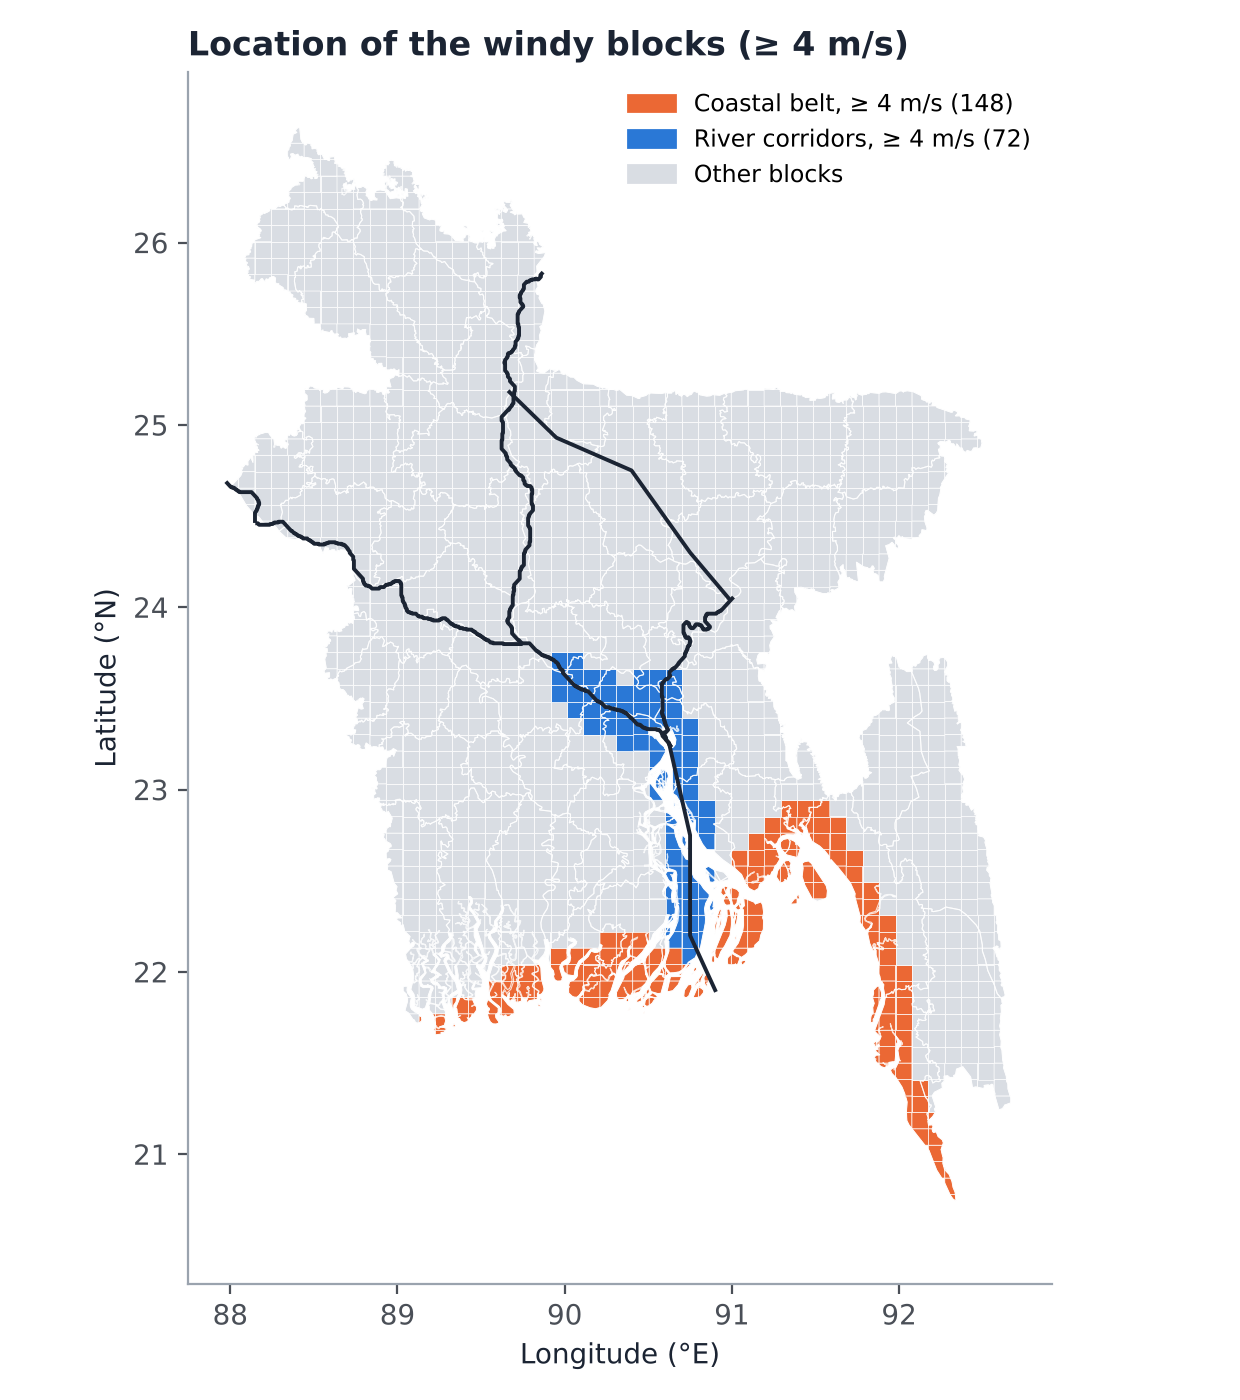 Location of the windy blocks (≥ 4 m/s)
Coastal belt, ≥ 4 m/s (148)
River corridors, ≥ 4 m/s (72)
Other blocks
26
25
24
23
22
21
Latitude (°N)
88 89 90 91 92
Longitude (°E)